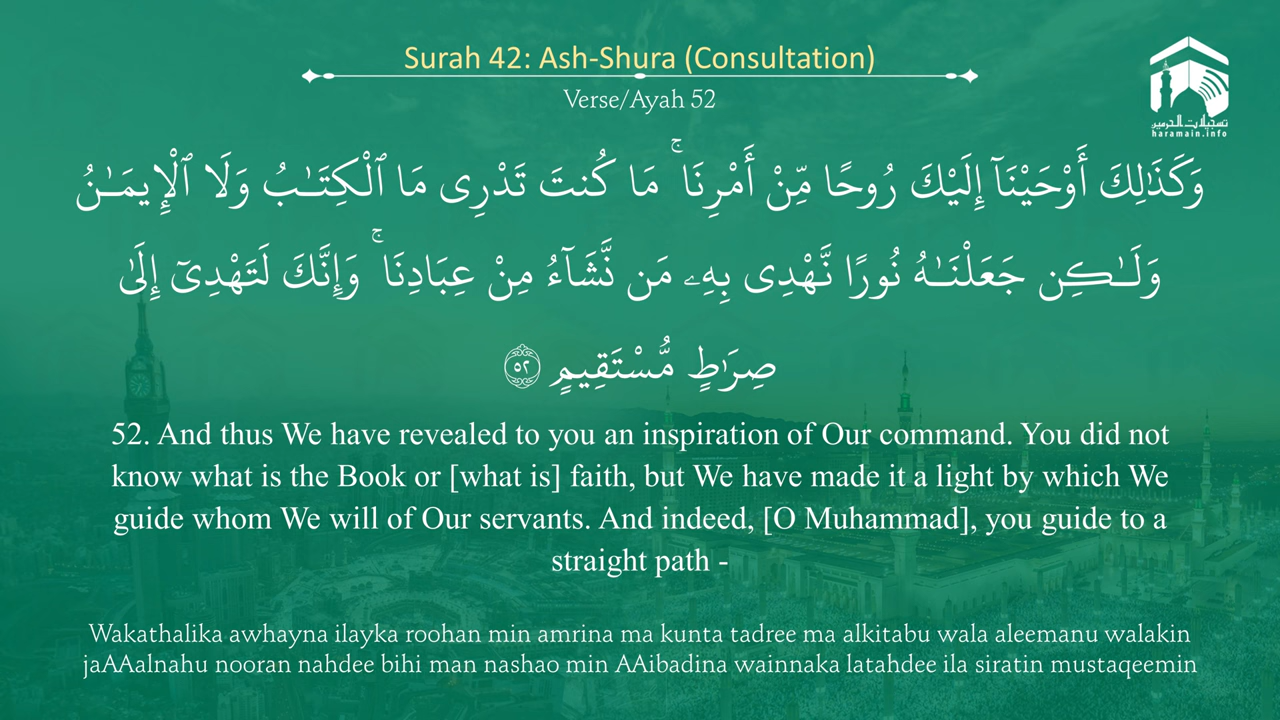 Surah 42: Ash-Shura (Consultation)
Verse/Ayah 52
تسجيلات الحرمين
haramain.info
وَكَذَٰلِكَ أَوْحَيْنَآ إِلَيْكَ رُوحًا مِّنْ أَمْرِنَا ۚ مَا كُنتَ تَدْرِى مَا ٱلْكِتَـٰبُ وَلَا ٱلْإِيمَـٰنُ
وَلَـٰكِن جَعَلْنَـٰهُ نُورًا نَّهْدِى بِهِۦ مَن نَّشَآءُ مِنْ عِبَادِنَا ۚ وَإِنَّكَ لَتَهْدِىٓ إِلَىٰ
صِرَٰطٍ مُّسْتَقِيمٍ ٥٢
52. And thus We have revealed to you an inspiration of Our command. You did not
know what is the Book or [what is] faith, but We have made it a light by which We
guide whom We will of Our servants. And indeed, [O Muhammad], you guide to a
straight path -
Wakathalika awhayna ilayka roohan min amrina ma kunta tadree ma alkitabu wala aleemanu walakin
jaAAalnahu nooran nahdee bihi man nashao min AAibadina wainnaka latahdee ila siratin mustaqeemin